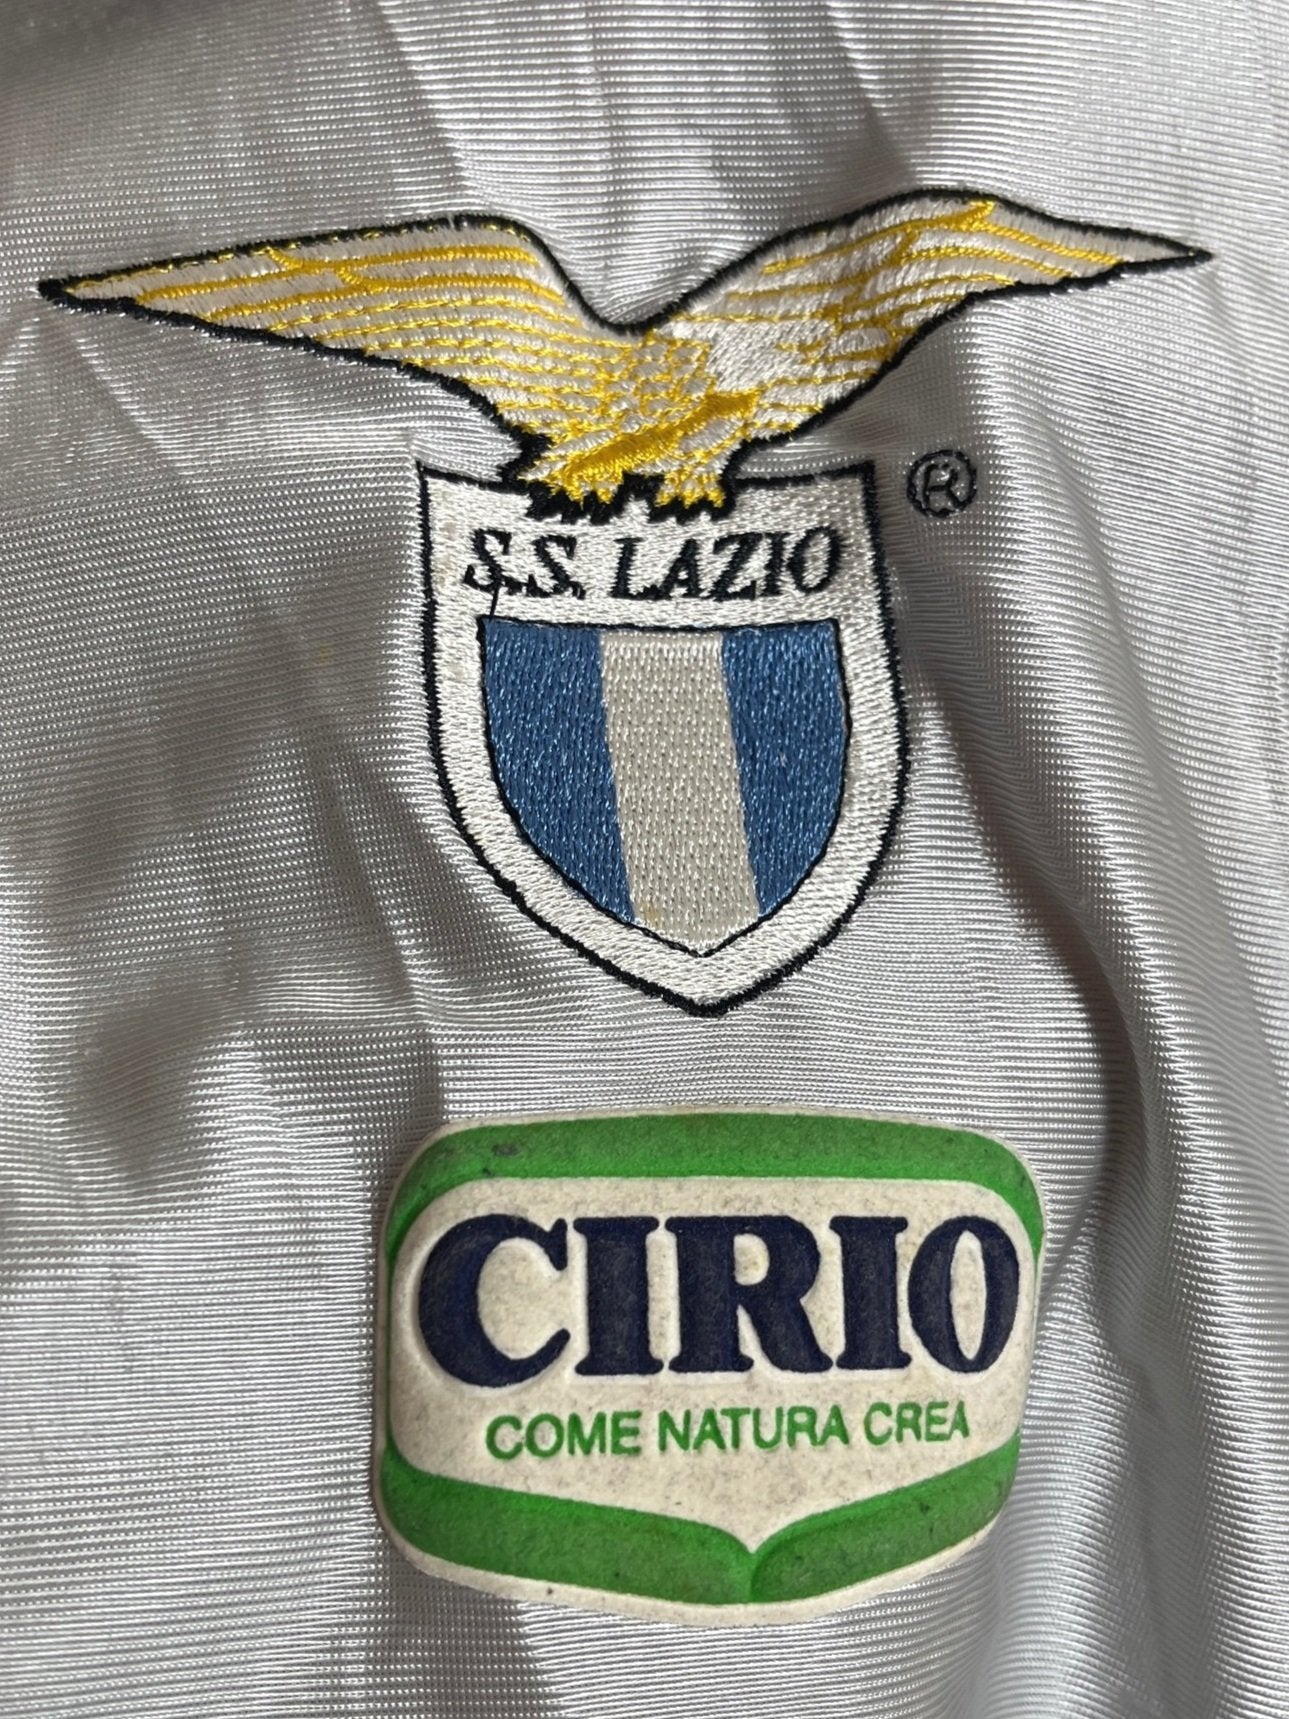 ®
S.S. LAZIO
CIRIO
COME NATURA CREA